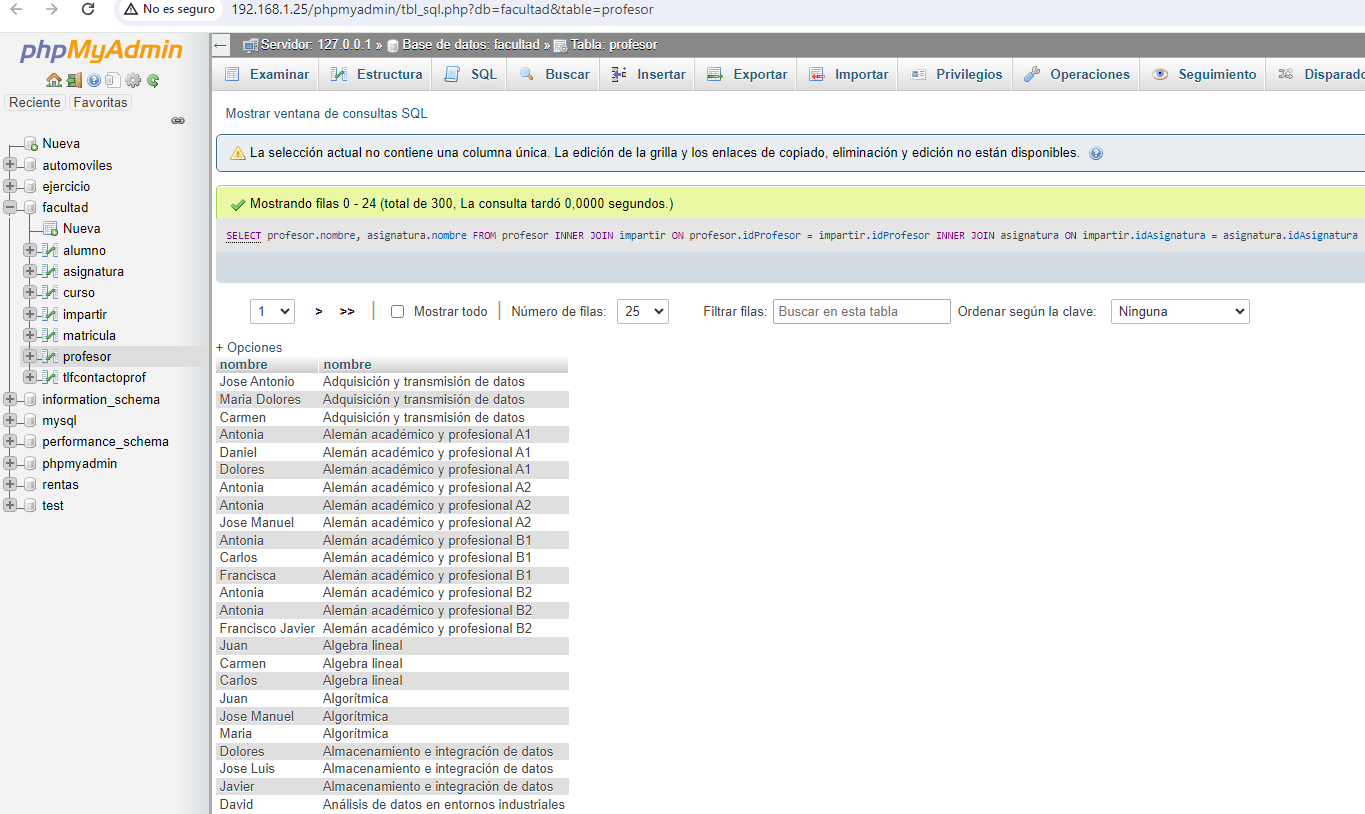 No es seguro 192.168.1.25/phpmyadmin/tbl_sql.php?db=facultad&table=profesor
phpMyAdmin
Reciente Favoritas
Nueva
automoviles
ejercicio
facultad
Nueva
alumno
asignatura
curso
impartir
matricula
profesor
tlfcontactoprof
information_schema
mysql
performance_schema
phpmyadmin
rentas
test
Servidor: 127.0.0.1 » Base de datos: facultad » Tabla: profesor
Examinar Estructura SQL Buscar Insertar Exportar Importar Privilegios Operaciones Seguimiento Disparado
Mostrar ventana de consultas SQL
La selección actual no contiene una columna única. La edición de la grilla y los enlaces de copiado, eliminación y edición no están disponibles.
Mostrando filas 0 - 24 (total de 300, La consulta tardó 0,0000 segundos.)
SELECT profesor.nombre, asignatura.nombre FROM profesor INNER JOIN impartir ON profesor.idProfesor = impartir.idProfesor INNER JOIN asignatura ON impartir.idAsignatura = asignatura.idAsignatura
1 > >> | Mostrar todo | Número de filas: 25 Filtrar filas: Buscar en esta tabla Ordenar según la clave: Ninguna
+ Opciones
nombre nombre
Jose Antonio Adquisición y transmisión de datos
Maria Dolores Adquisición y transmisión de datos
Carmen Adquisición y transmisión de datos
Antonia Alemán académico y profesional A1
Daniel Alemán académico y profesional A1
Dolores Alemán académico y profesional A1
Antonia Alemán académico y profesional A2
Antonia Alemán académico y profesional A2
Jose Manuel Alemán académico y profesional A2
Antonia Alemán académico y profesional B1
Carlos Alemán académico y profesional B1
Francisca Alemán académico y profesional B1
Antonia Alemán académico y profesional B2
Antonia Alemán académico y profesional B2
Francisco Javier Alemán académico y profesional B2
Juan Algebra lineal
Carmen Algebra lineal
Carlos Algebra lineal
Juan Algorítmica
Jose Manuel Algorítmica
Maria Algorítmica
Dolores Almacenamiento e integración de datos
Jose Luis Almacenamiento e integración de datos
Javier Almacenamiento e integración de datos
David Análisis de datos en entornos industriales